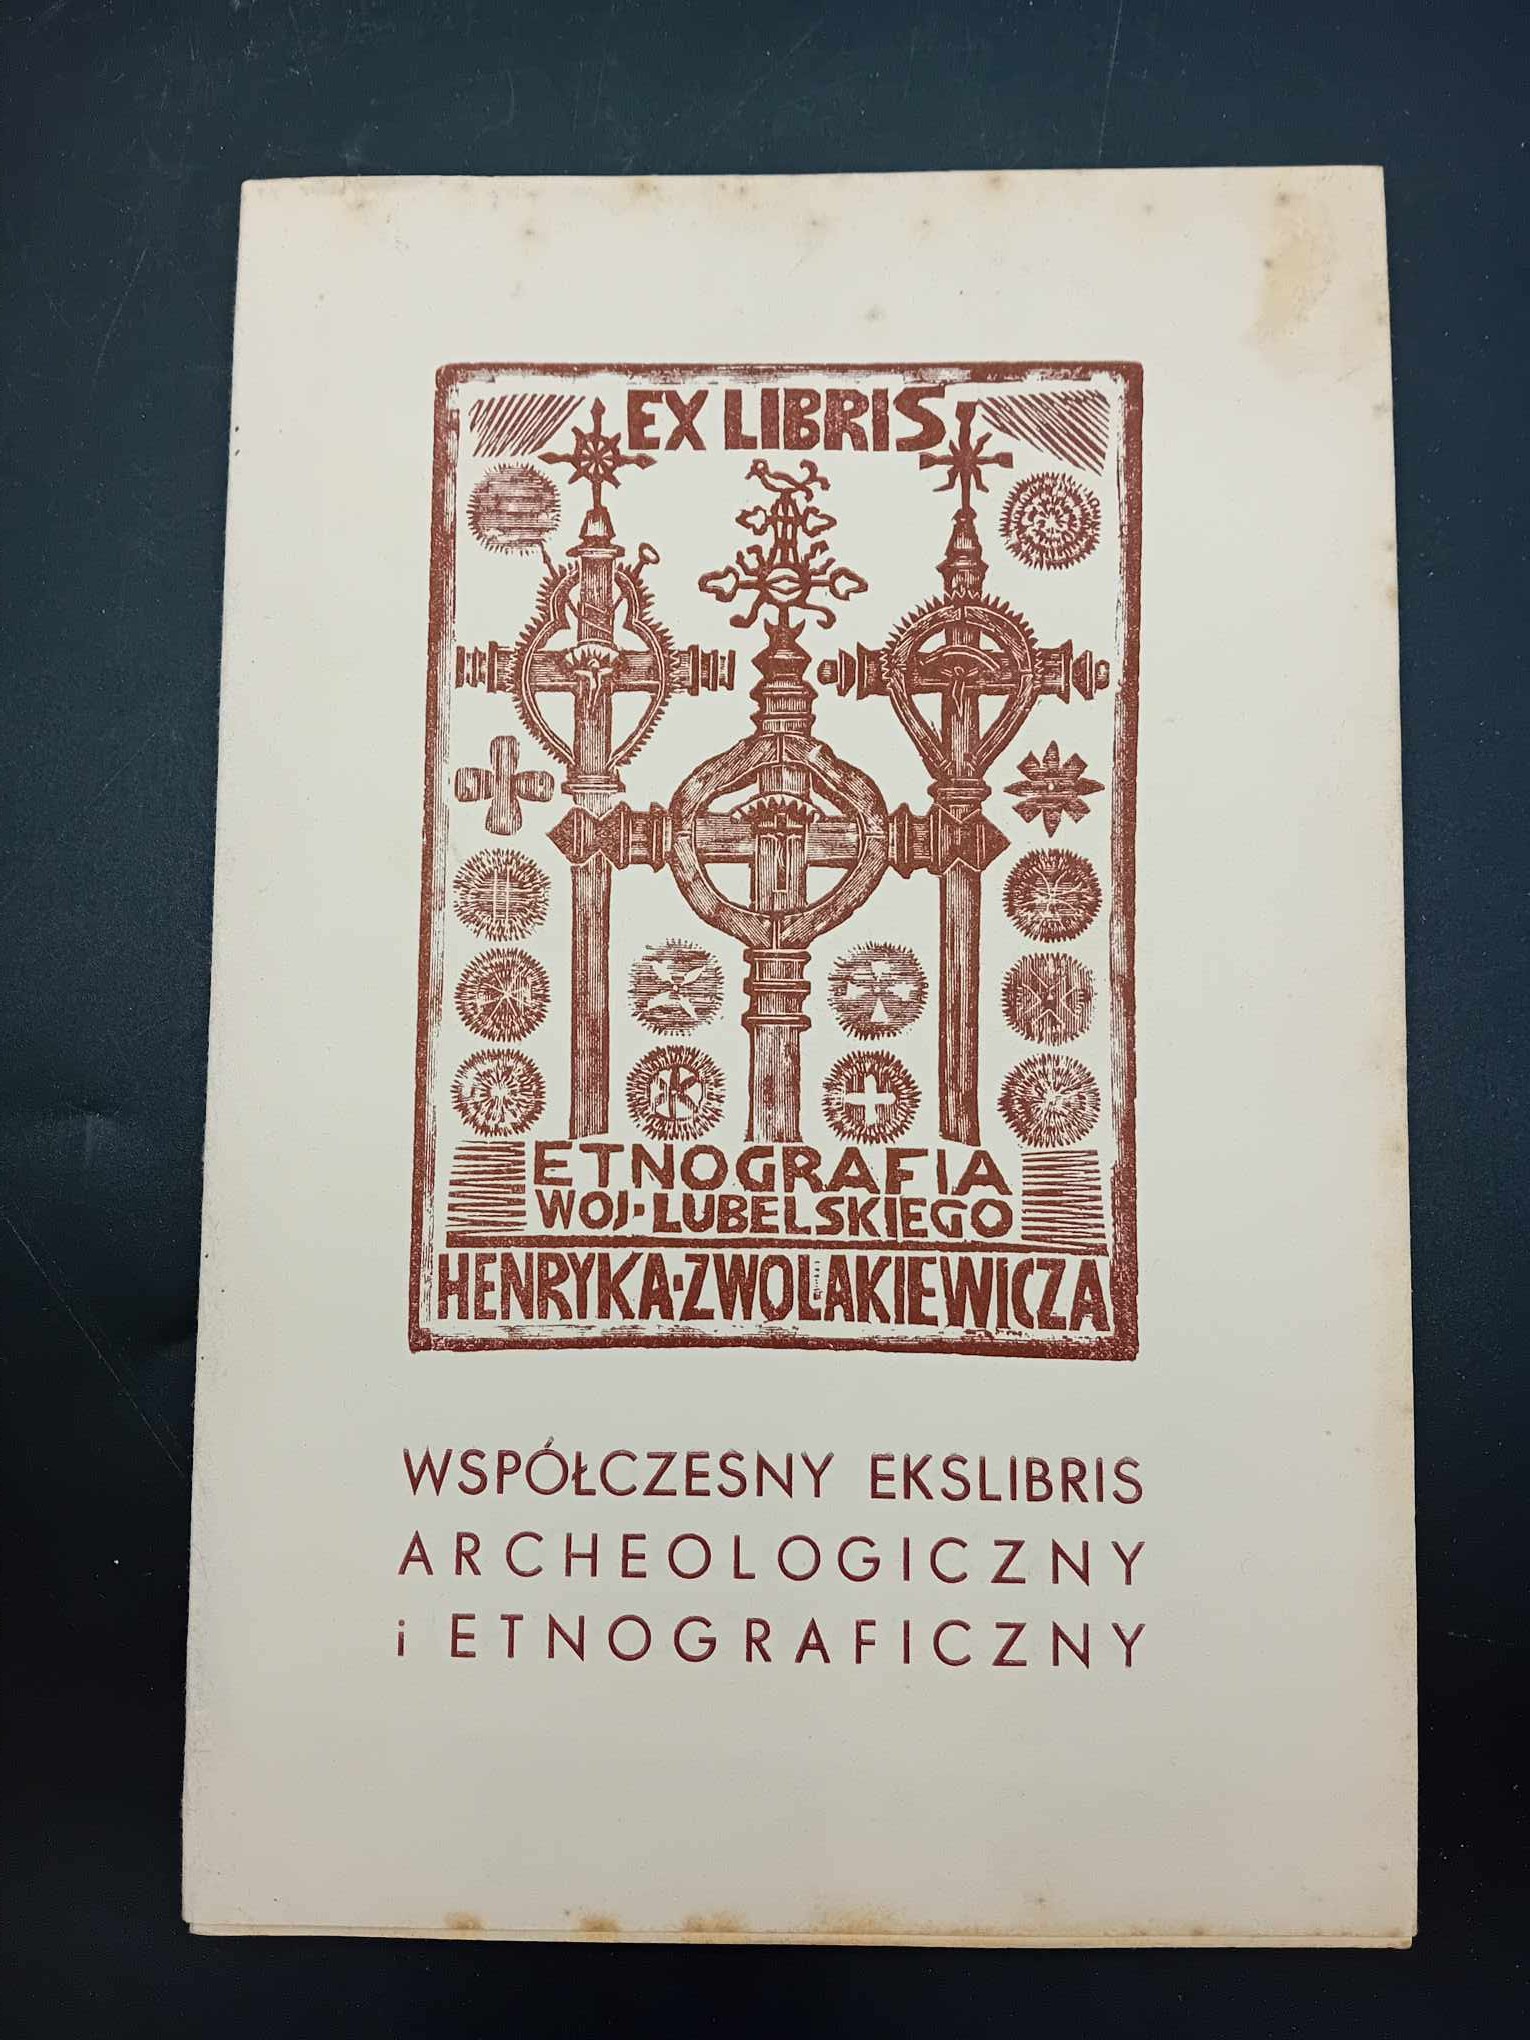 EX LIBRIS
ETNOGRAFIA
WOJ·LUBELSKIEGO
HENRYKA·ZWOLAKIEWICZA
WSPÓŁCZESNY EKSLIBRIS
ARCHEOLOGICZNY
i ETNOGRAFICZNY